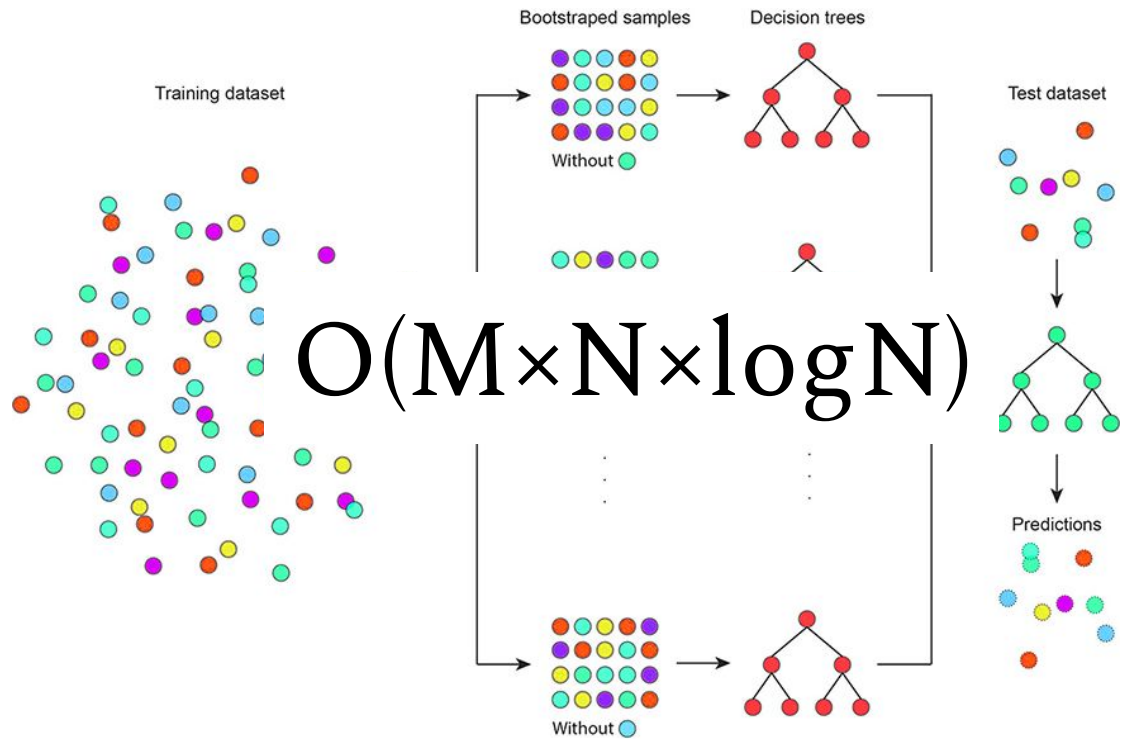 Bootstraped samples
Decision trees
Training dataset
Test dataset
Without
O(M×N×logN)
Predictions
Without